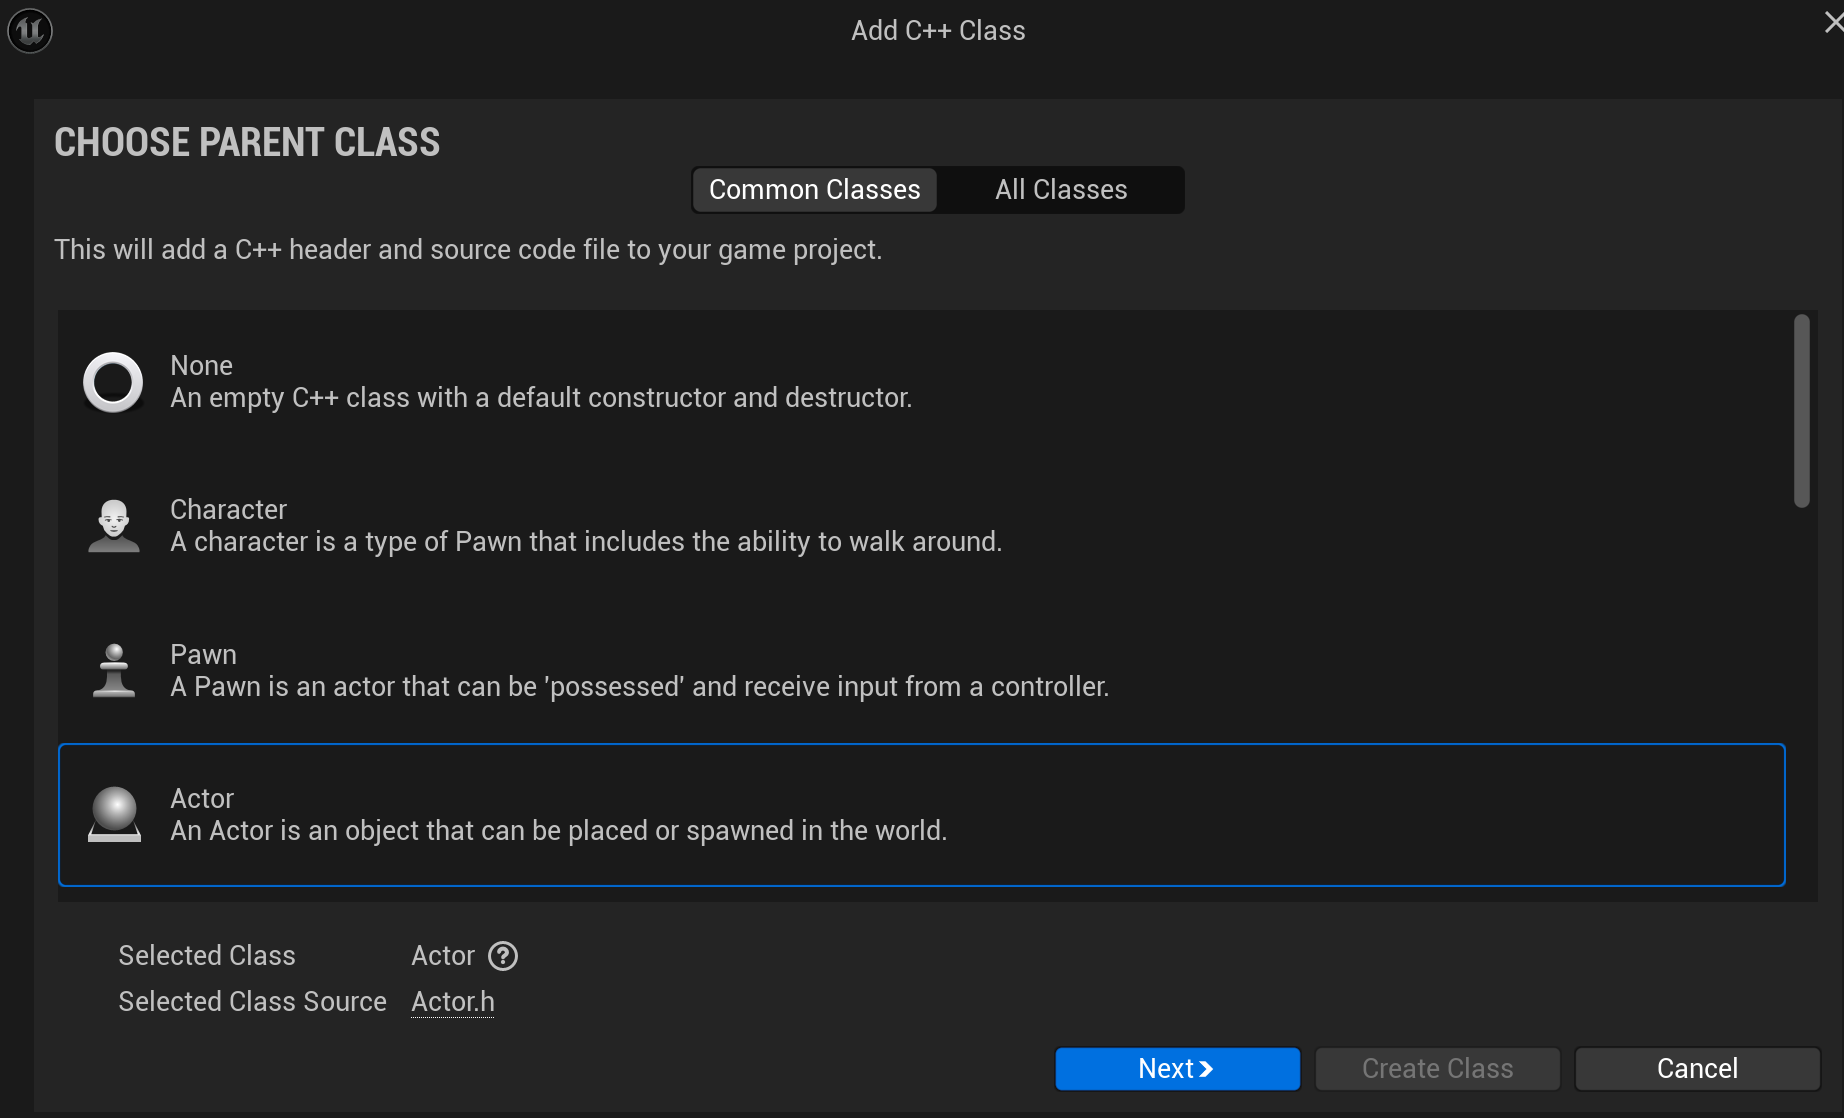 Add C++ Class
CHOOSE PARENT CLASS
Common Classes
All Classes
This will add a C++ header and source code file to your game project.
None
An empty C++ class with a default constructor and destructor.
Character
A character is a type of Pawn that includes the ability to walk around.
Pawn
A Pawn is an actor that can be 'possessed' and receive input from a controller.
Actor
An Actor is an object that can be placed or spawned in the world.
Selected Class Actor ?
Selected Class Source Actor.h
Next
Create Class
Cancel